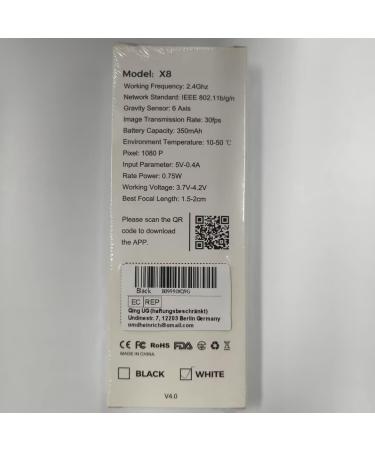 Model: X8
Working Frequency: 2.4Ghz
Network Standard: IEEE 802.11b/g/n
Gravity Sensor: 6 Axis
Image Transmission Rate: 30fps
Battery Capacity: 350mAh
Environment Temperature: 10-50 ℃
Pixel: 1080 P
Input Parameter: 5V-0.4A
Rate Power: 0.75W
Working Voltage: 3.7V-4.2V
Best Focal Length: 1.5-2cm
Please scan the QR
code to download
the APP.
Black
EC REP
Qing UG (haftungsbeschränkt)
Undinestr. 7, 12203 Berlin Germany
CE FC RoHS FDA
MADE IN CHINA
BLACK WHITE
V4.0